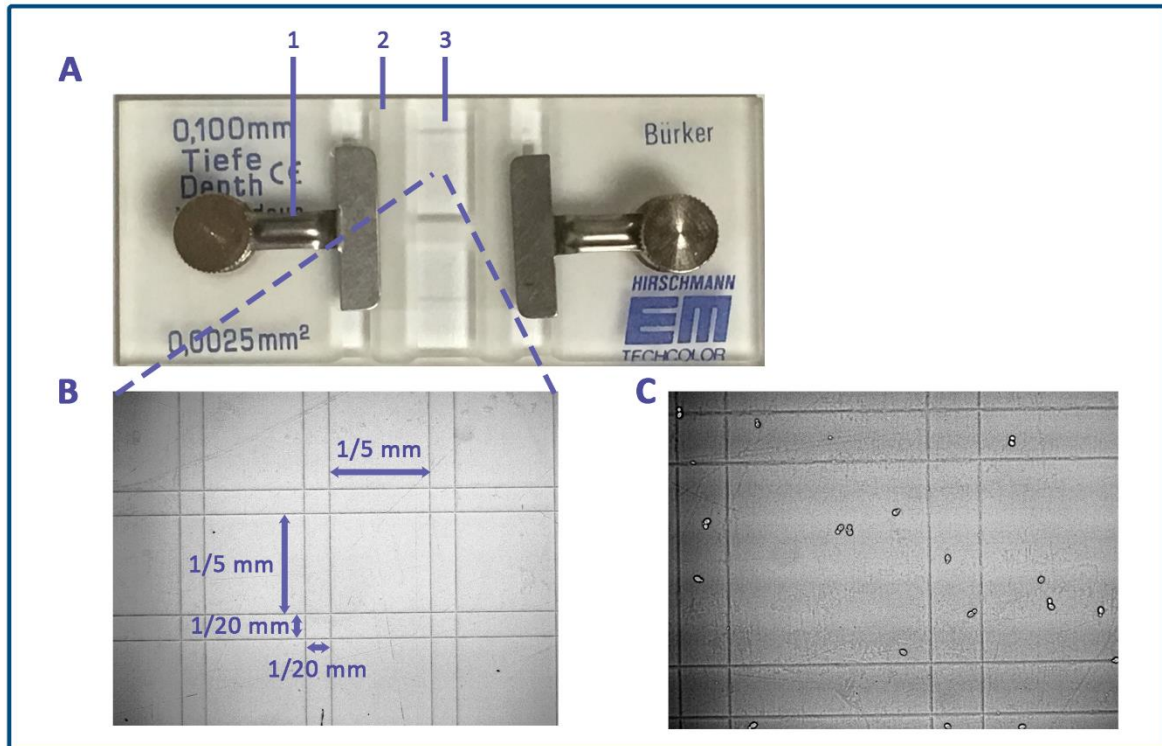 1 2 3
A
0,100mm
Tiefe
Depth CE
Bürker
HIRSCHMANN
EM
TECHCOLOR
0,0025mm²
B
1/5 mm
1/5 mm
1/20 mm
1/20 mm
C